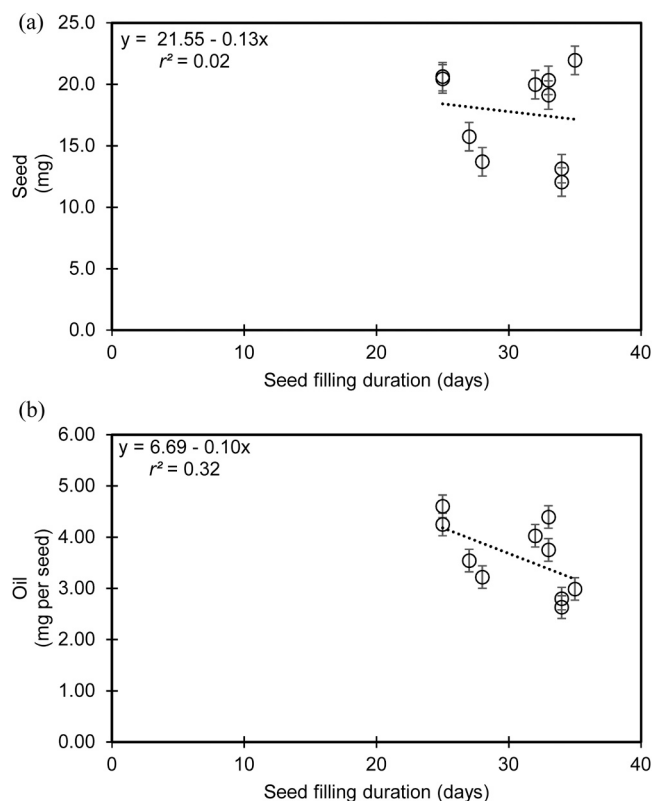 (a)
25.0
20.0
15.0
10.0
5.0
0.0
Seed
(mg)
y = 21.55 - 0.13x
r² = 0.02
0 10 20 30 40
Seed filling duration (days)
(b)
6.00
5.00
4.00
3.00
2.00
1.00
0.00
Oil
(mg per seed)
y = 6.69 - 0.10x
r² = 0.32
0 10 20 30 40
Seed filling duration (days)